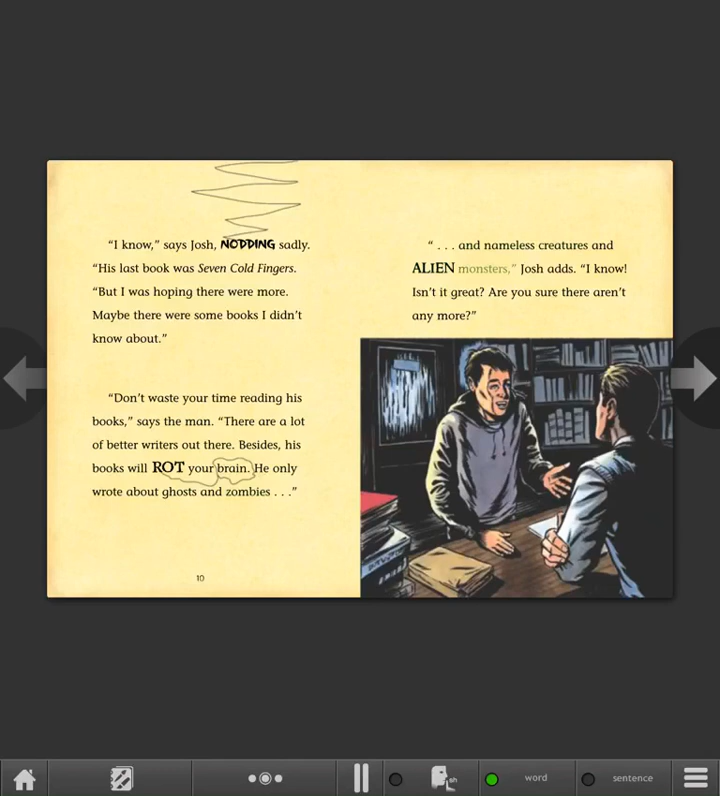 “I know,” says Josh, NODDING sadly.
“His last book was Seven Cold Fingers.
“But I was hoping there were more.
Maybe there were some books I didn’t
know about.”
“Don’t waste your time reading his
books,” says the man. “There are a lot
of better writers out there. Besides, his
books will ROT your brain. He only
wrote about ghosts and zombies . . .”
10
“ . . . and nameless creatures and
ALIEN monsters,” Josh adds. “I know!
Isn’t it great? Are you sure there aren’t
any more?”
sh
word
sentence